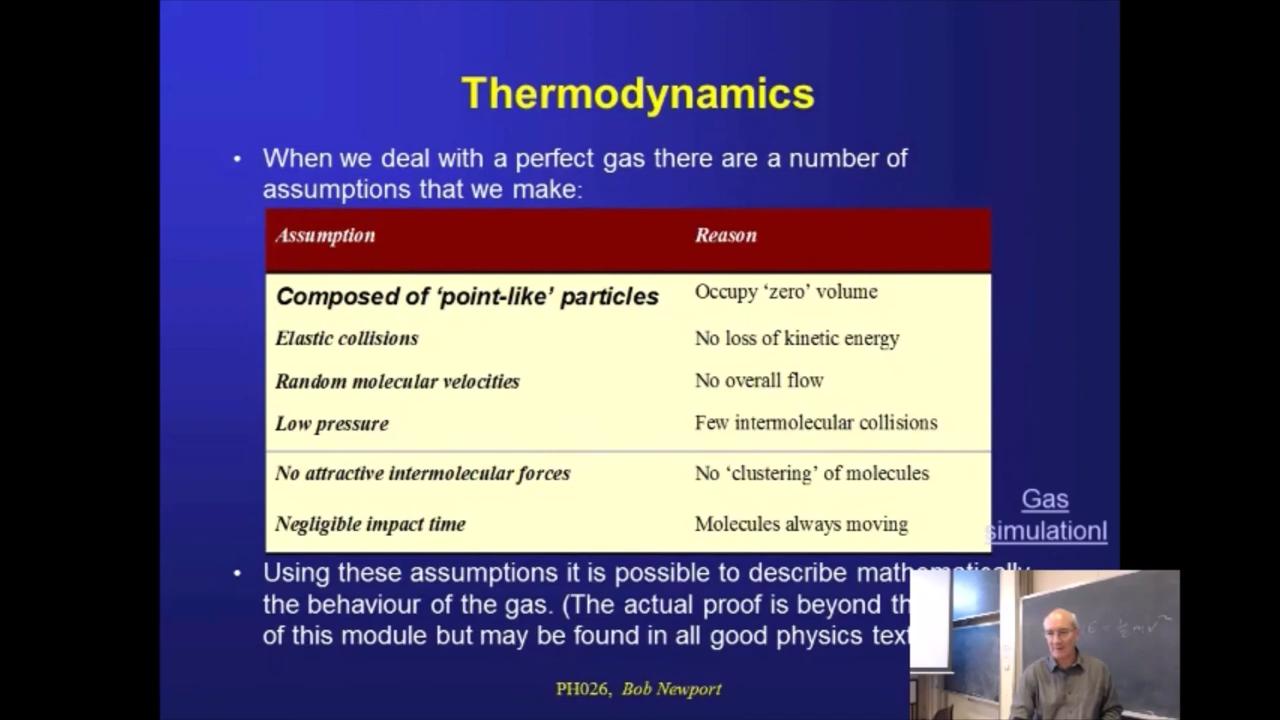 Thermodynamics
• When we deal with a perfect gas there are a number of
assumptions that we make:
Assumption Reason
Composed of ‘point-like’ particles Occupy ‘zero’ volume
Elastic collisions No loss of kinetic energy
Random molecular velocities No overall flow
Low pressure Few intermolecular collisions
No attractive intermolecular forces No ‘clustering’ of molecules
Negligible impact time Molecules always moving
Gas
simulation!
• Using these assumptions it is possible to describe mathematically
the behaviour of the gas. (The actual proof is beyond
of this module but may be found in all good physics
PH026, Bob Newport